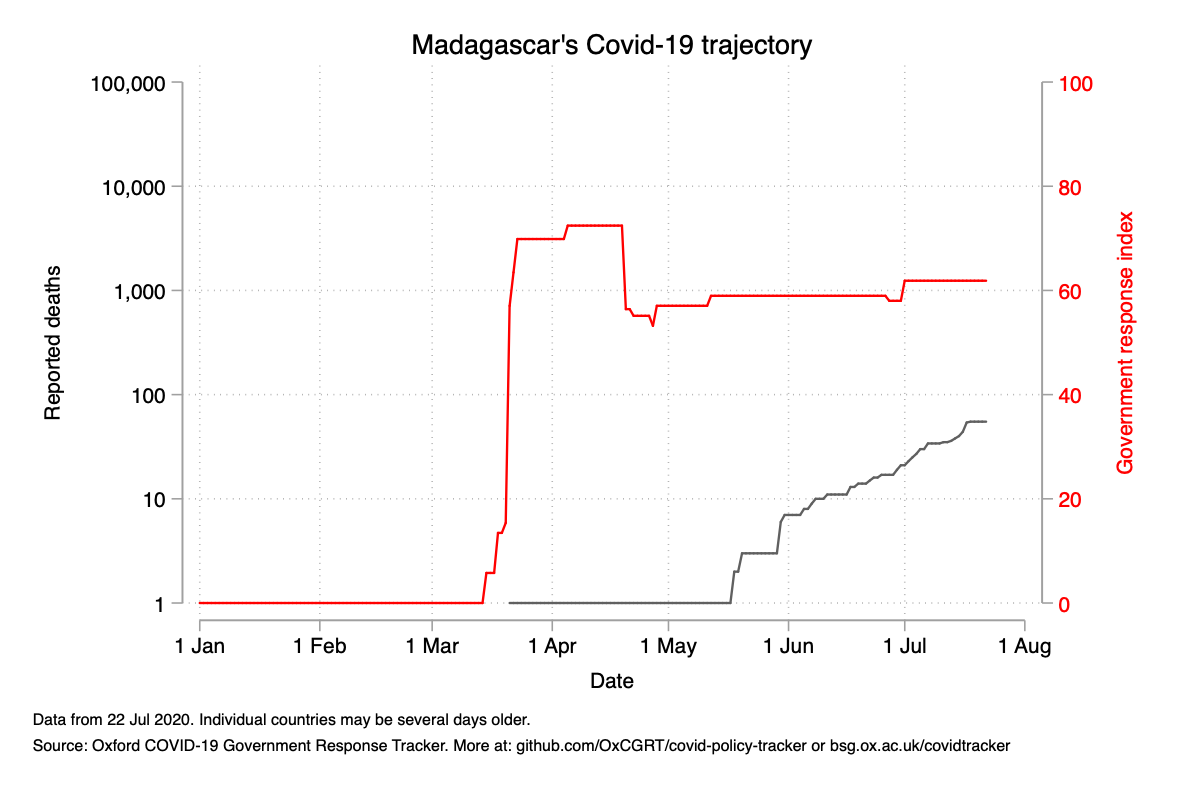 Madagascar's Covid-19 trajectory
100,000
10,000
1,000
100
10
1
Reported deaths
100
80
60
40
20
0
Government response index
1 Jan
1 Feb
1 Mar
1 Apr
1 May
1 Jun
1 Jul
1 Aug
Date
Data from 22 Jul 2020. Individual countries may be several days older.
Source: Oxford COVID-19 Government Response Tracker. More at: github.com/OxCGRT/covid-policy-tracker or bsg.ox.ac.uk/covidtracker